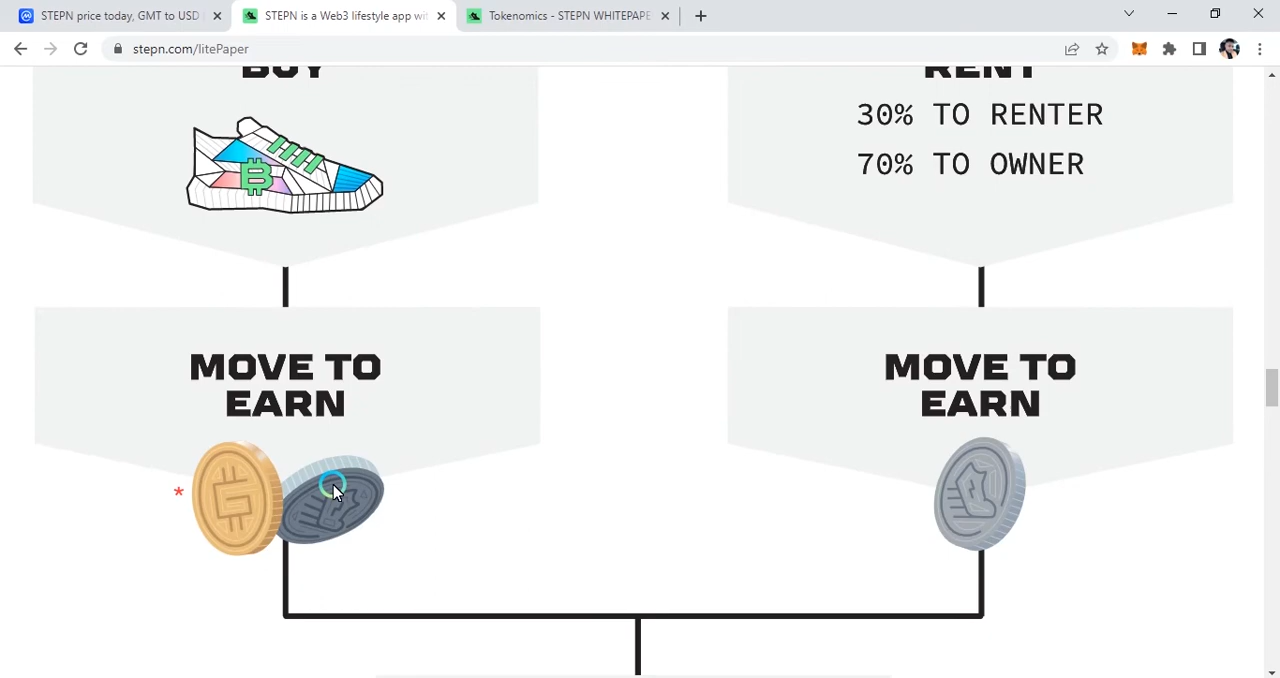 STEPN price today, GMT to USD
STEPN is a Web3 lifestyle app wit
Tokenomics - STEPN WHITEPAPE
stepn.com/litePaper
BUY
RENT
30% TO RENTER
70% TO OWNER
MOVE TO
EARN
MOVE TO
EARN
*